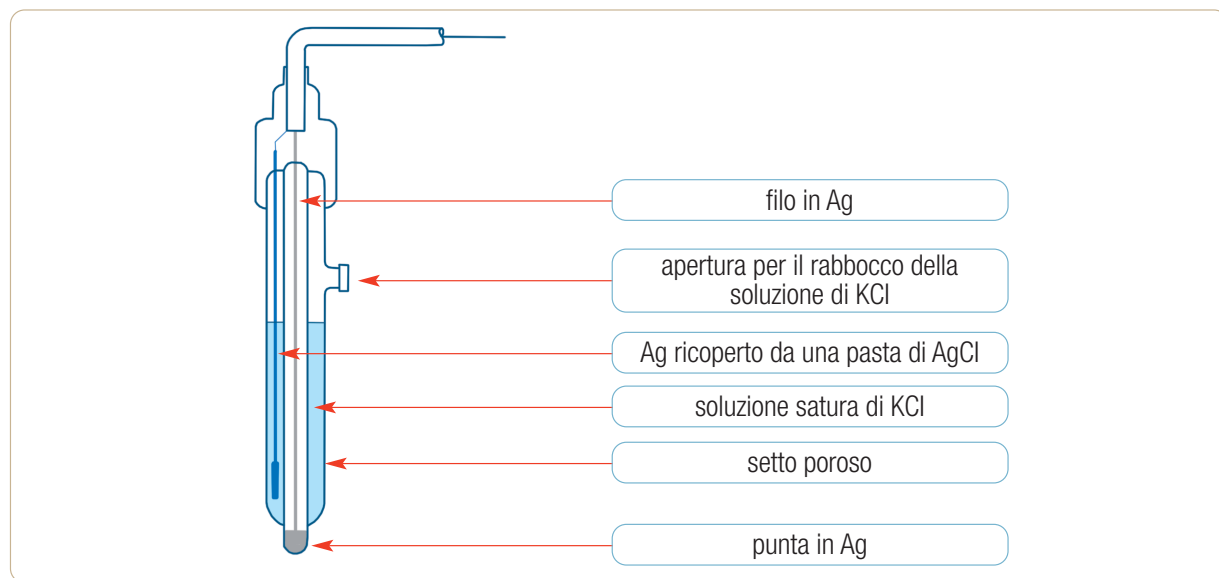 filo in Ag
apertura per il rabbocco della
soluzione di KCl
Ag ricoperto da una pasta di AgCl
soluzione satura di KCl
setto poroso
punta in Ag